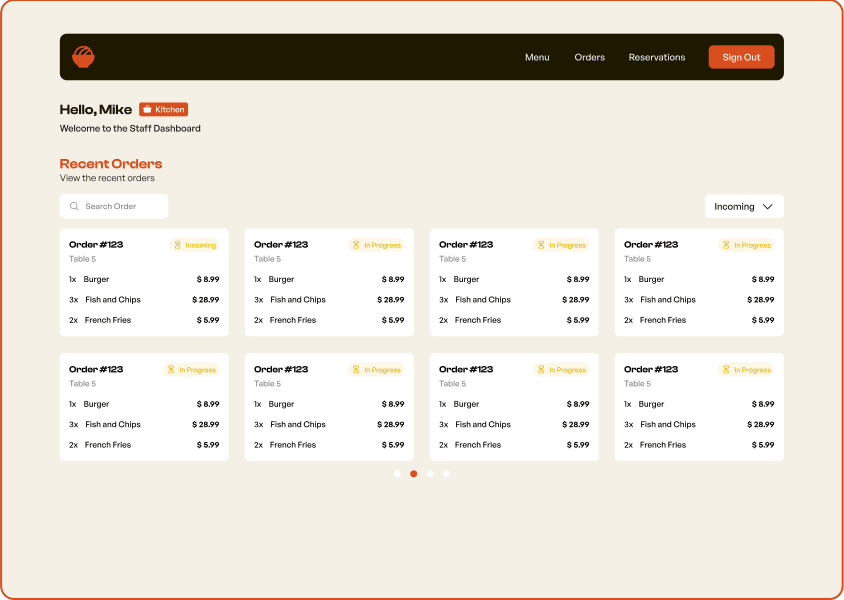 Menu Orders Reservations Sign Out
Hello, Mike Kitchen
Welcome to the Staff Dashboard
Recent Orders
View the recent orders
Search Order Incoming
Order #123 Incoming
Table 5
1x Burger $ 8.99
3x Fish and Chips $ 28.99
2x French Fries $ 5.99
Order #123 In Progress
Table 5
1x Burger $ 8.99
3x Fish and Chips $ 28.99
2x French Fries $ 5.99
Order #123 In Progress
Table 5
1x Burger $ 8.99
3x Fish and Chips $ 28.99
2x French Fries $ 5.99
Order #123 In Progress
Table 5
1x Burger $ 8.99
3x Fish and Chips $ 28.99
2x French Fries $ 5.99
Order #123 In Progress
Table 5
1x Burger $ 8.99
3x Fish and Chips $ 28.99
2x French Fries $ 5.99
Order #123 In Progress
Table 5
1x Burger $ 8.99
3x Fish and Chips $ 28.99
2x French Fries $ 5.99
Order #123 In Progress
Table 5
1x Burger $ 8.99
3x Fish and Chips $ 28.99
2x French Fries $ 5.99
Order #123 In Progress
Table 5
1x Burger $ 8.99
3x Fish and Chips $ 28.99
2x French Fries $ 5.99